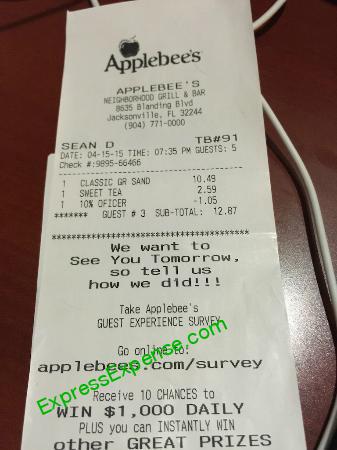 Applebee's
APPLEBEE'S
NEIGHBORHOOD GRILL & BAR
8635 Blanding Blvd
Jacksonville, FL 32244
(904) 771-0000
SEAN D TB#91
DATE: 04-15-15 TIME: 07:35 PM GUESTS: 5
Check #:9895-66466
1 CLASSIC QR SAND 10.49
1 SWEET TEA 2.59
1 10% OFICER -1.05
******* GUEST # 3 SUB-TOTAL: 12.87
***********************************
We want to
See You Tomorrow,
so tell us
how we did!!!
Take Applebee's
GUEST EXPERIENCE SURVEY
Go online to:
applebees.com/survey
ExpressExpense.com
Receive 10 CHANCES to
WIN $1,000 DAILY
PLUS you can INSTANTLY WIN
other GREAT PRIZES